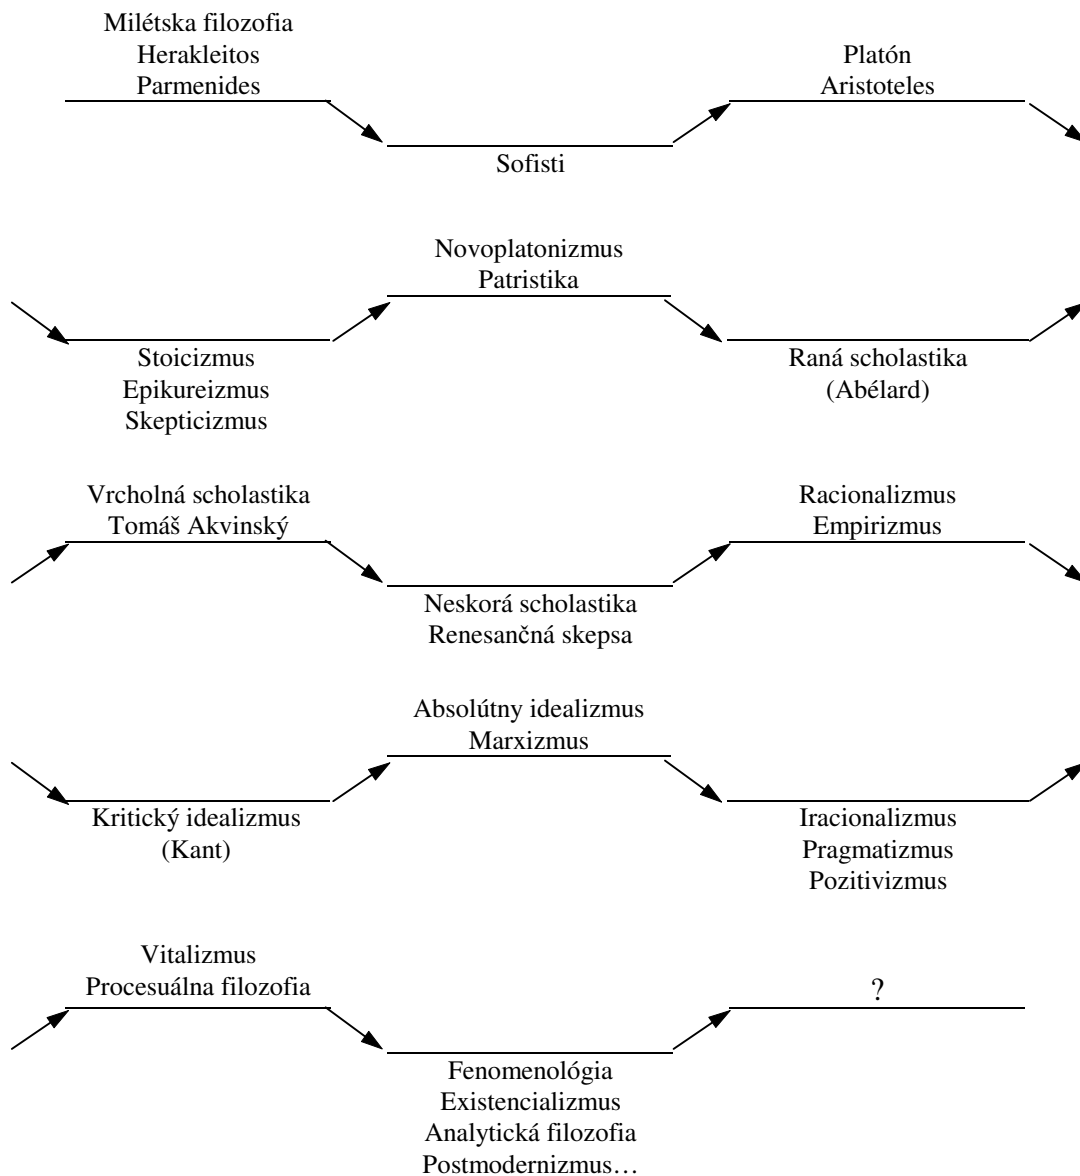 Milétska filozofia
Herakleitos
Parmenides
Sofisti
Platón
Aristoteles
Stoicizmus
Epikureizmus
Skepticizmus
Novoplatonizmus
Patristika
Raná scholastika
(Abélard)
Vrcholná scholastika
Tomáš Akvinský
Neskorá scholastika
Renesančná skepsa
Racionalizmus
Empirizmus
Kritický idealizmus
(Kant)
Absolútny idealizmus
Marxizmus
Iracionalizmus
Pragmatizmus
Pozitivizmus
Vitalizmus
Procesuálna filozofia
Fenomenológia
Existencializmus
Analytická filozofia
Postmodernizmus…
?